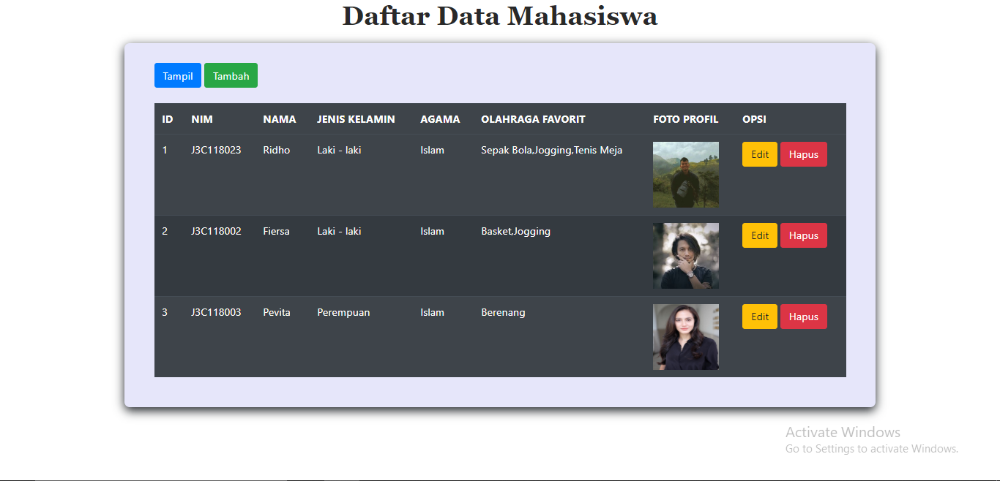 Daftar Data Mahasiswa
Tampil Tambah
ID NIM NAMA JENIS KELAMIN AGAMA OLAHRAGA FAVORIT FOTO PROFIL OPSI
1 J3C118023 Ridho Laki - laki Islam Sepak Bola,Jogging,Tenis Meja Edit Hapus
2 J3C118002 Fiersa Laki - laki Islam Basket,Jogging Edit Hapus
3 J3C118003 Pevita Perempuan Islam Berenang Edit Hapus
Activate Windows
Go to Settings to activate Windows.